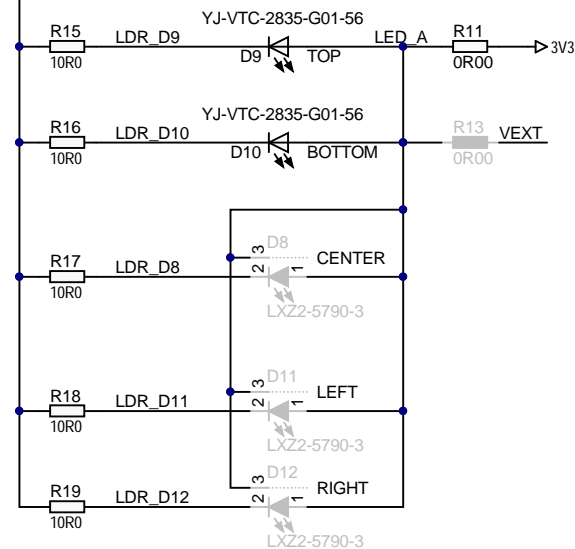 YJ-VTC-2835-G01-56
R15 LDR_D9 LED_A R11
10R0 D9 TOP 0R00 3V3
YJ-VTC-2835-G01-56
R16 LDR_D10 R13 VEXT
10R0 D10 BOTTOM 0R00
D8
3 CENTER
R17 LDR_D8 2 1
10R0 LXZ2-5790-3
D11
3 LEFT
R18 LDR_D11 2 1
10R0 LXZ2-5790-3
D12
3 RIGHT
R19 LDR_D12 2 1
10R0 LXZ2-5790-3